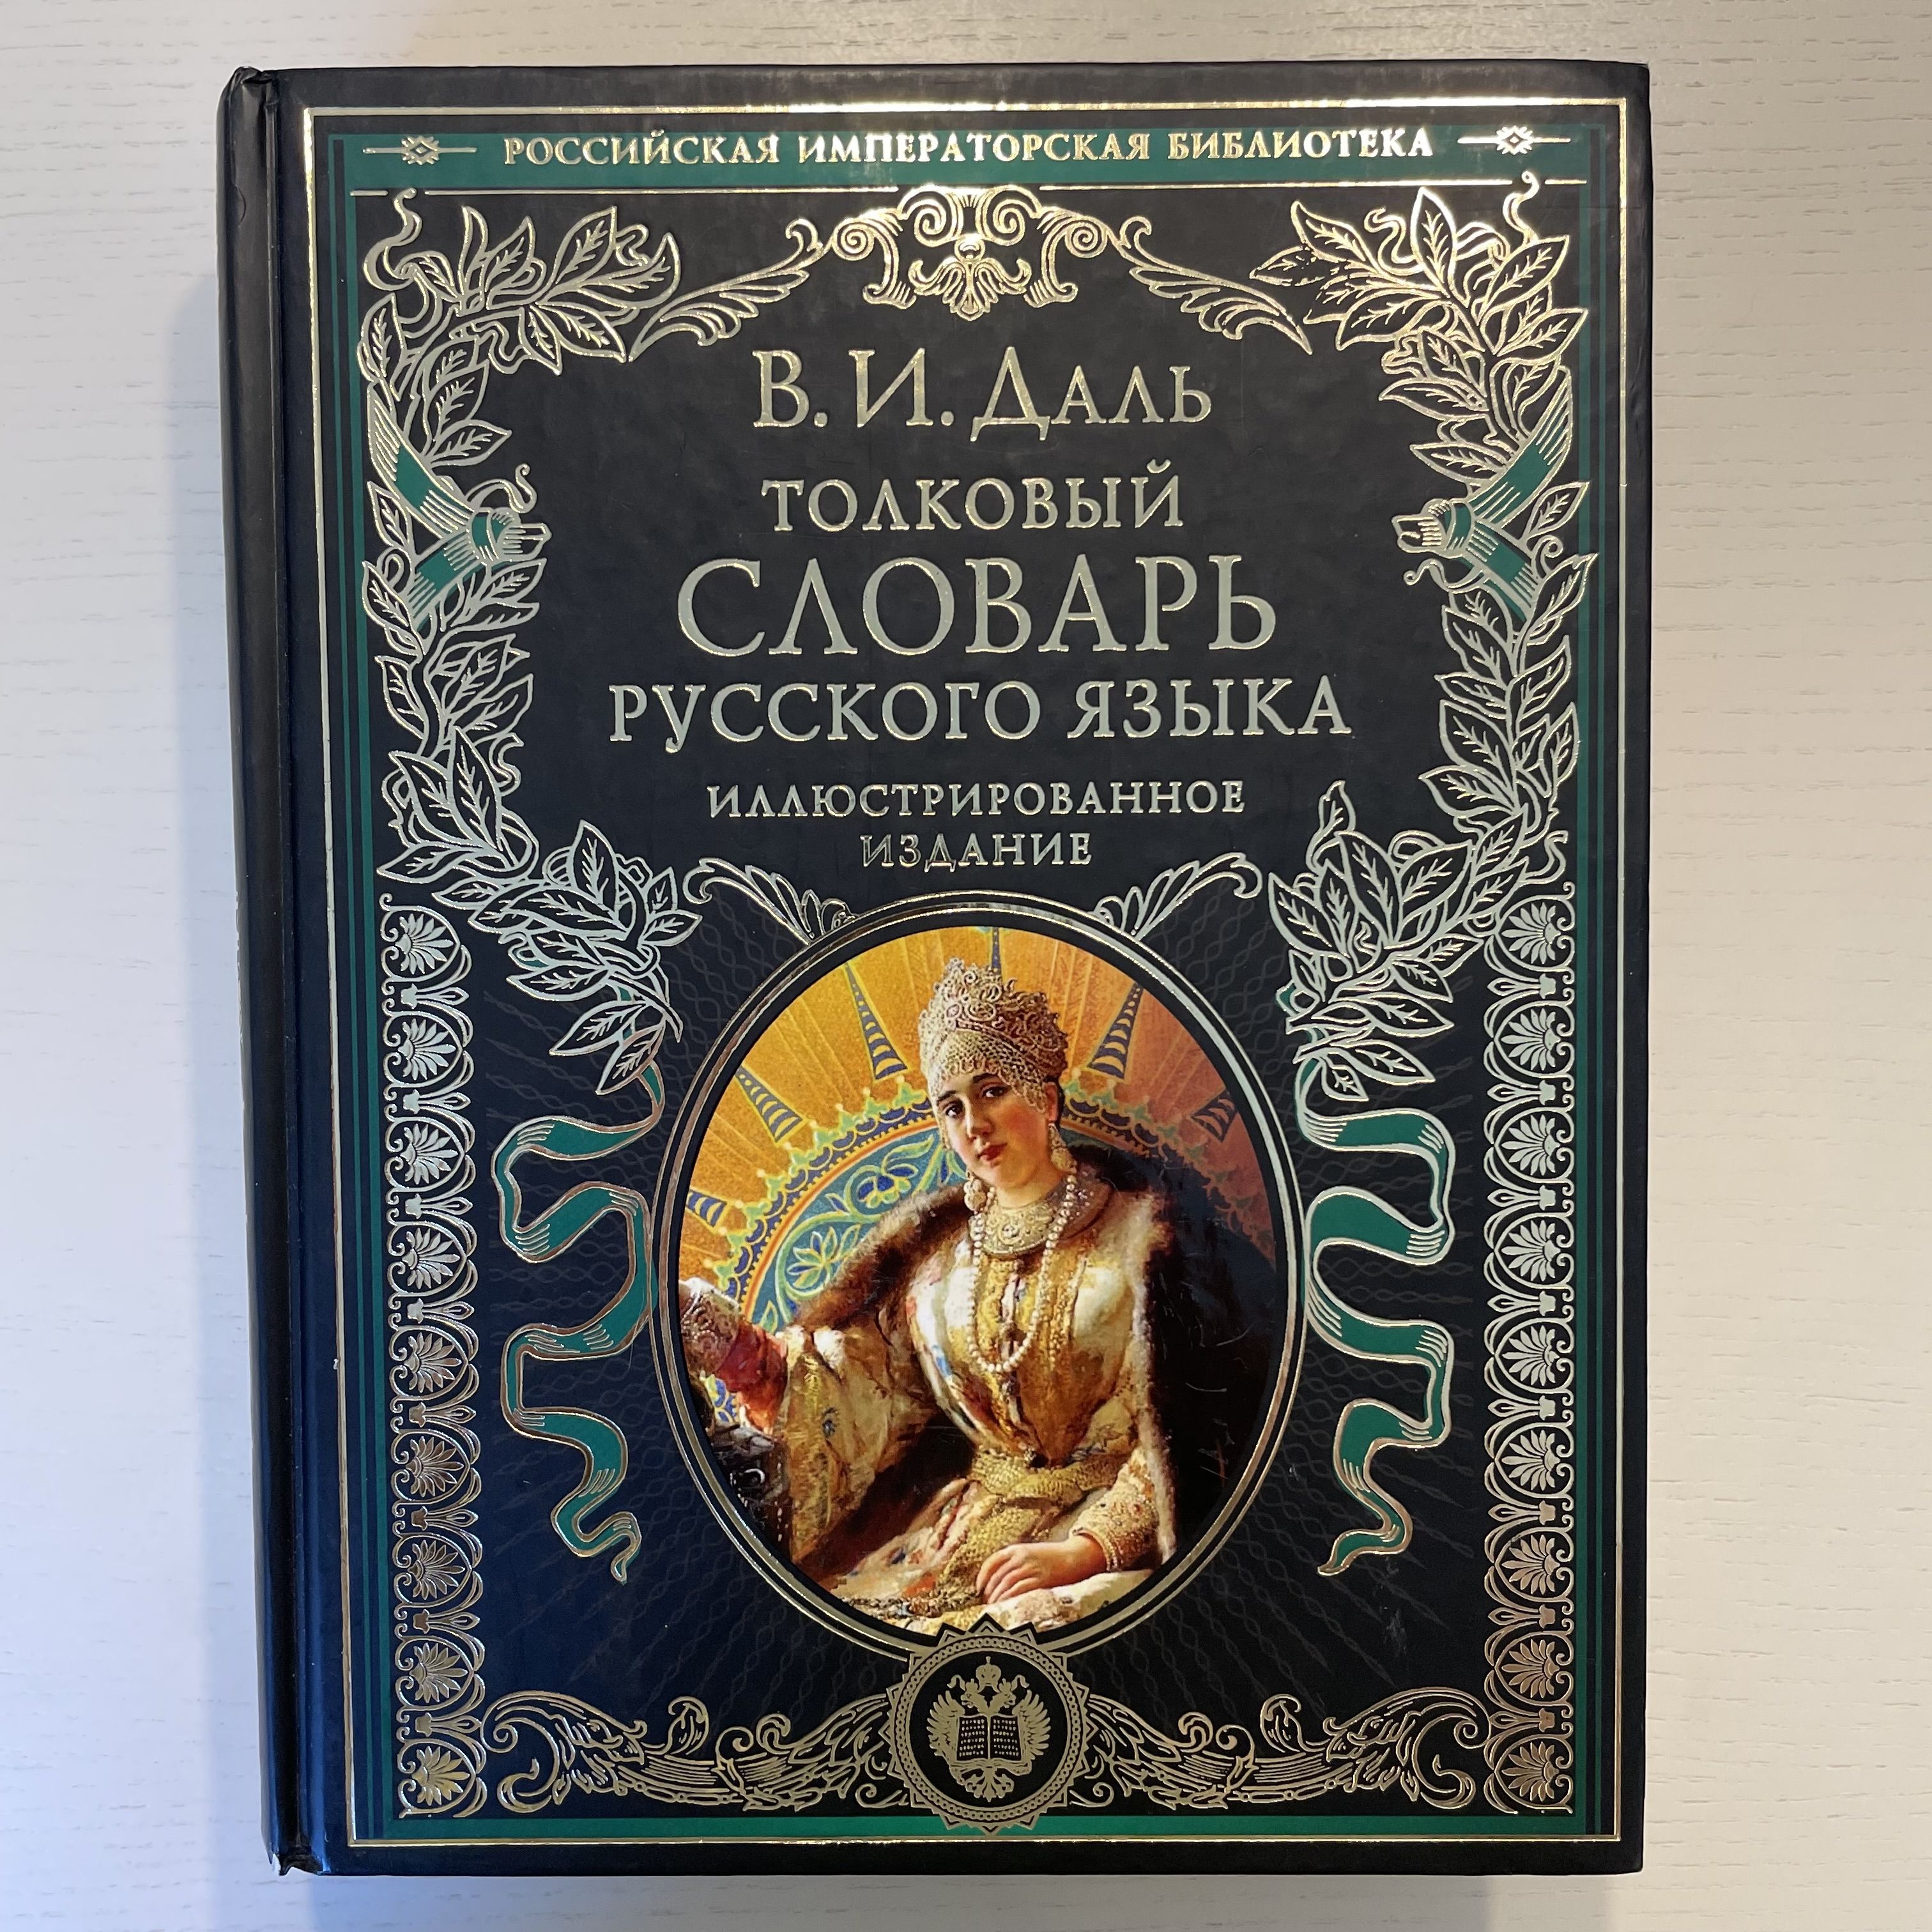 РОССИЙСКАЯ ИМПЕРАТОРСКАЯ БИБЛИОТЕКА
В. И. ДАЛЬ
ТОЛКОВЫЙ
СЛОВАРЬ
РУССКОГО ЯЗЫКА
ИЛЛЮСТРИРОВАННОЕ
ИЗДАНИЕ